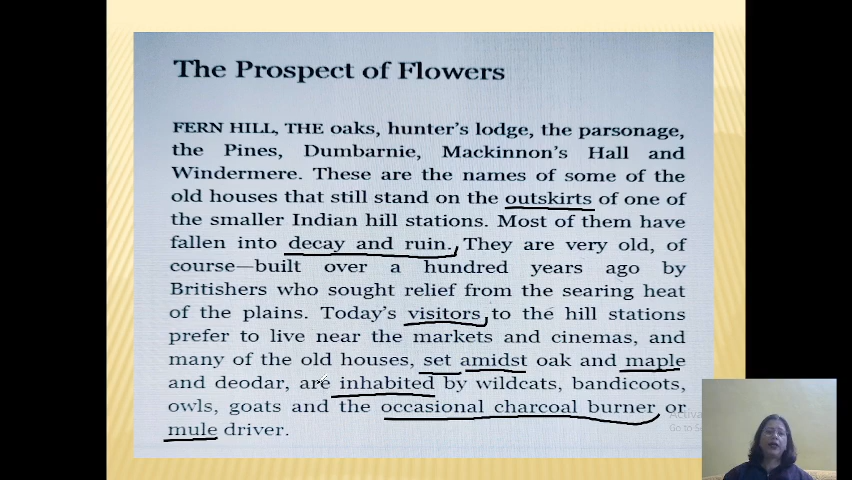 The Prospect of Flowers
FERN HILL, THE oaks, hunter's lodge, the parsonage,
the Pines, Dumbarnie, Mackinnon's Hall and
Windermere. These are the names of some of the
old houses that still stand on the outskirts of one of
the smaller Indian hill stations. Most of them have
fallen into decay and ruin. They are very old, of
course—built over a hundred years ago by
Britishers who sought relief from the searing heat
of the plains. Today's visitors to the hill stations
prefer to live near the markets and cinemas, and
many of the old houses, set amidst oak and maple
and deodar, are inhabited by wildcats, bandicoots,
owls, goats and the occasional charcoal burner or
mule driver.